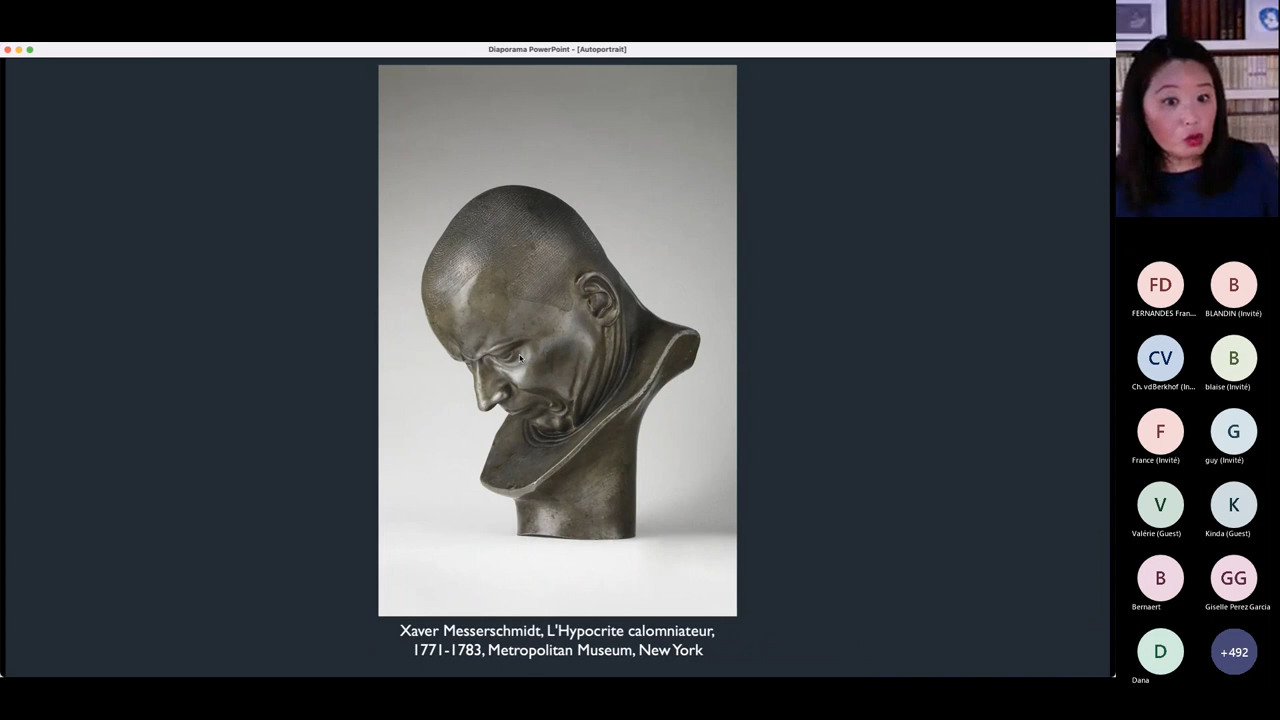 Diaporama PowerPoint - [Autoportrait]
Xaver Messerschmidt, L'Hypocrite calomniateur,
1771-1783, Metropolitan Museum, New York
FD
FERNANDES Fran...
B
BLANDIN (Invité)
CV
Ch. vdBerkhof (In...
B
blaise (Invité)
F
France (Invité)
G
guy (Invité)
V
Valérie (Guest)
K
Kinda (Guest)
B
Bernaert
GG
Giselle Perez Garcia
D
Dana
+492